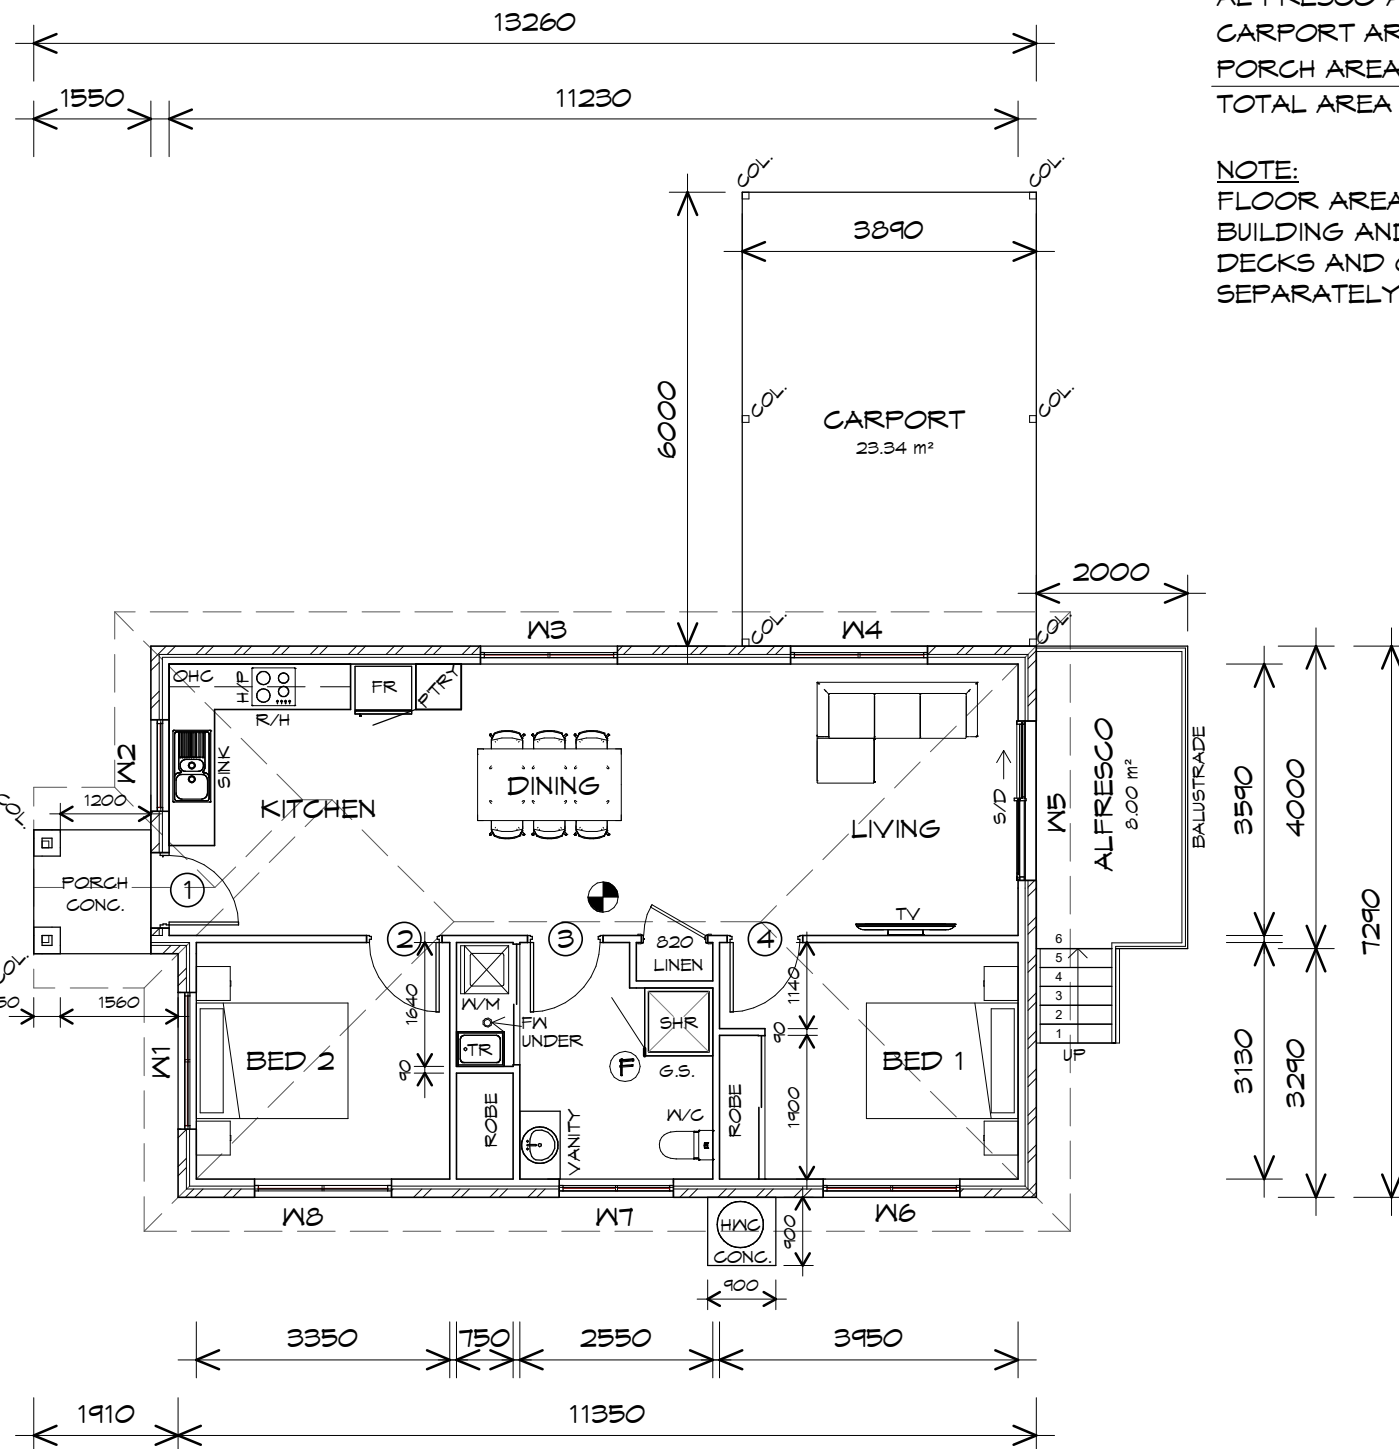 13260
1550
11230
CARPORT
PORCH AREA
TOTAL AREA
NOTE:
FLOOR AREA
BUILDING
DECKS AND
SEPARATELY
COL.
COL.
3890
6000
COL.
COL.
CARPORT
23.34 m²
2000
COL.
COL.
W3
W4
OHC
H/P
R/H
FR
PTRY
W2
SINK
KITCHEN
DINING
LIVING
S/D
W5
ALFRESCO
8.00 m²
BALUSTRADE
3590
4000
7290
COL.
1200
PORCH
CONC.
1
COL.
1560
2
3
4
820
LINEN
TV
6
5
4
3
2
1
UP
1640
90
W/M
FW
UNDER
TR
SHR
G.S.
F
1140
90
1900
W1
BED 2
ROBE
VANITY
W/C
ROBE
BED 1
3130
3290
W8
W7
W6
HWC
CONC.
900
900
3350
750
2550
3950
1910
11350